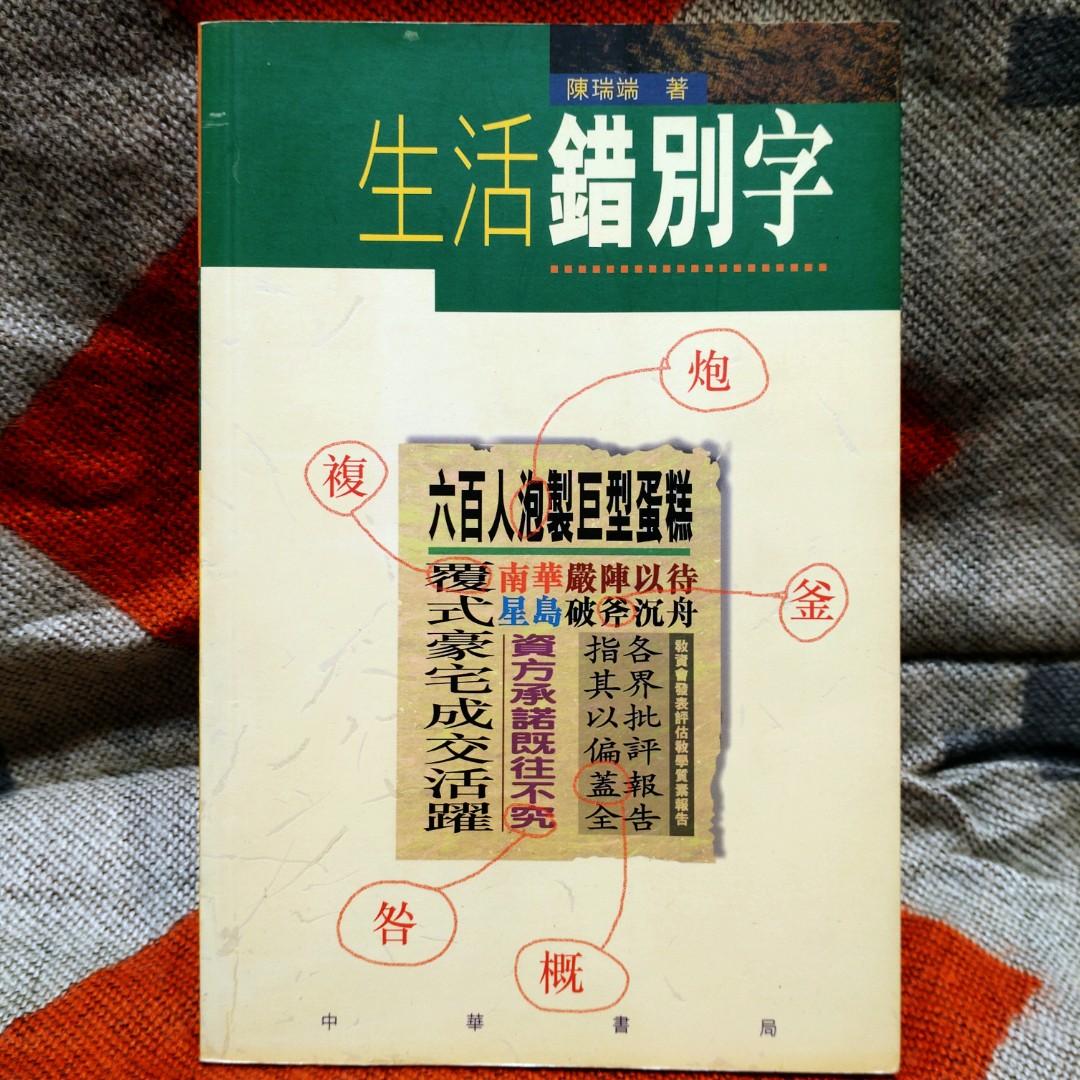 陳瑞端 著
生活錯別字
炮
複
六百人泡製巨型蛋糕
覆式豪宅成交活躍
南華嚴陣以待
星島破斧沉舟
釜
資方承諾既往不究
教資會發表評估教學質素報告
各界批評報告
指其以偏蓋全
咎
概
中華書局